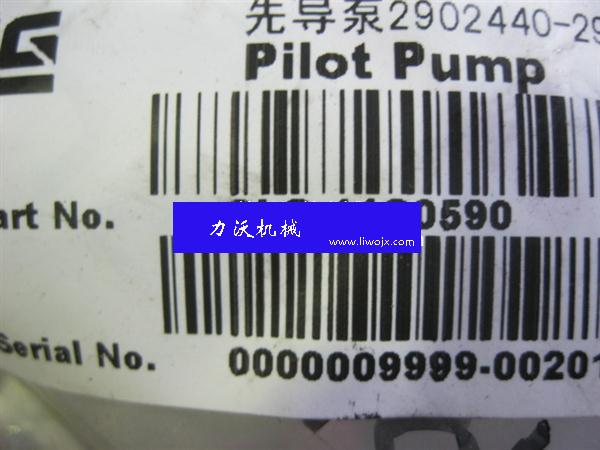 先导泵2902440-29
Pilot Pump
art No.
力沃机械
www.liwojx.com
Serial No. 0000009999-00201